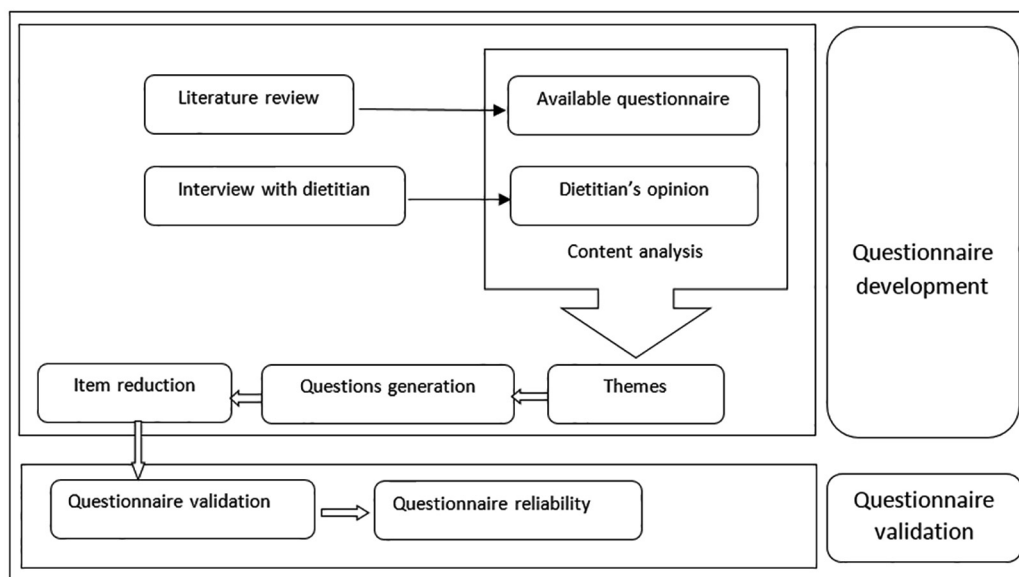 Literature review
Available questionnaire
Interview with dietitian
Dietitian's opinion
Content analysis
Questionnaire
development
Item reduction
Questions generation
Themes
Questionnaire validation
Questionnaire reliability
Questionnaire
validation